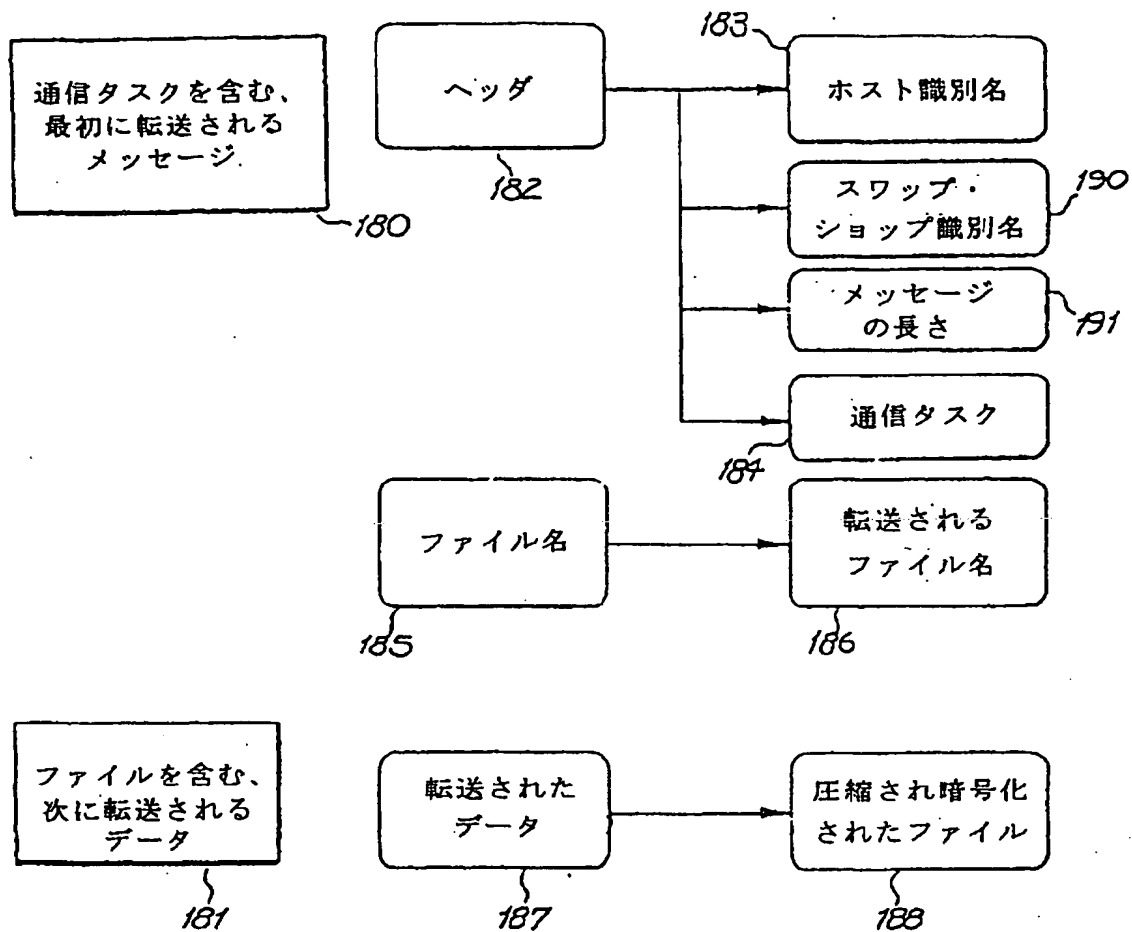 通信タスクを含む、
最初に転送される
メッセージ
180
ヘッダ
182
183
ホスト識別名
スワップ・
ショップ識別名
190
メッセージ
の長さ
191
通信タスク
184
ファイル名
185
転送される
ファイル名
186
ファイルを含む、
次に転送される
データ
181
転送された
データ
187
圧縮され暗号化
されたファイル
188